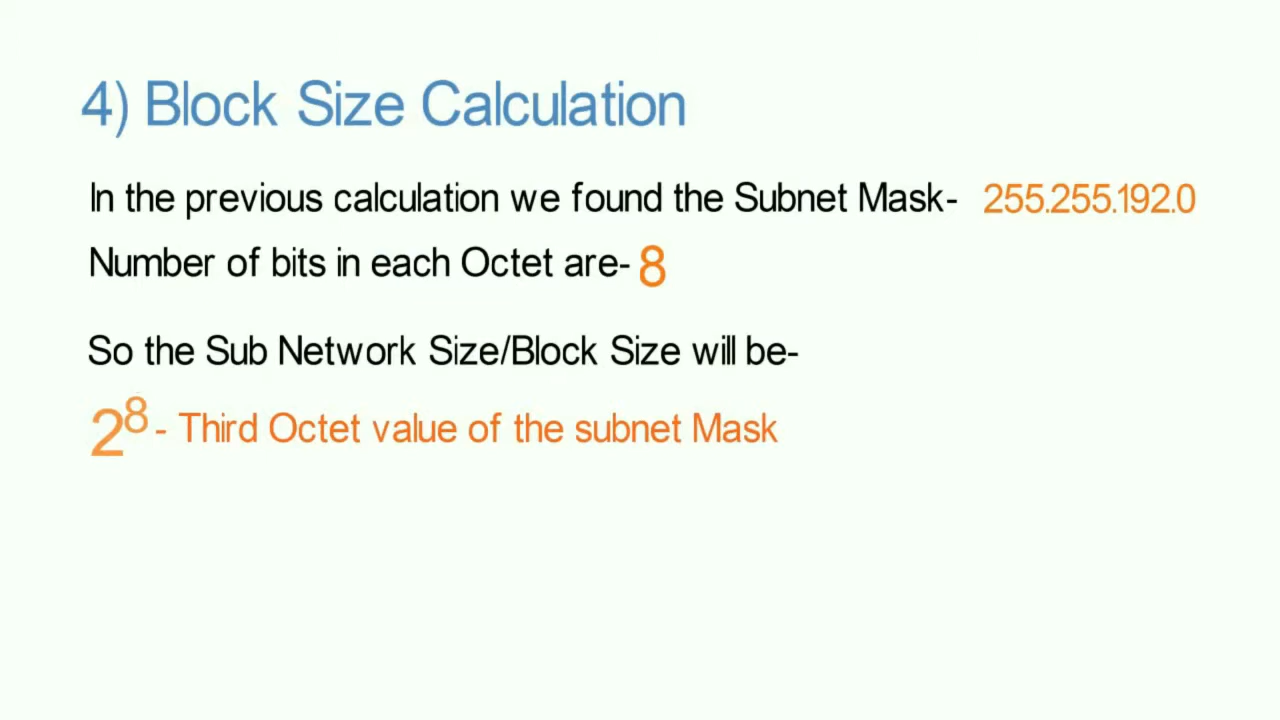 4) Block Size Calculation
In the previous calculation we found the Subnet Mask- 255.255.192.0
Number of bits in each Octet are- 8
So the Sub Network Size/Block Size will be-
2⁸ - Third Octet value of the subnet Mask